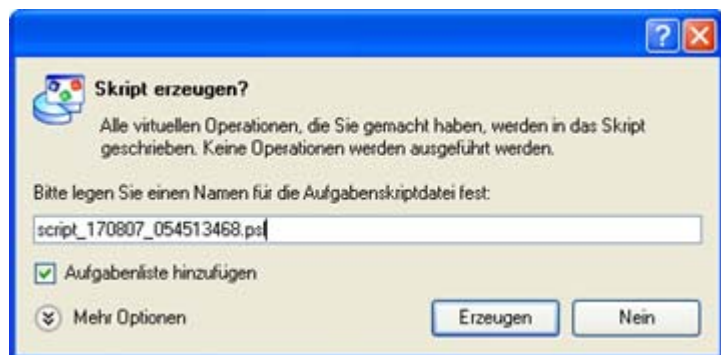 ?
Skript erzeugen?
Alle virtuellen Operationen, die Sie gemacht haben, werden in das Skript
geschrieben. Keine Operationen werden ausgeführt werden.
Bitte legen Sie einen Namen für die Aufgabenskriptdatei fest:
script_170807_054513468.psl
Aufgabenliste hinzufügen
Mehr Optionen Erzeugen Nein